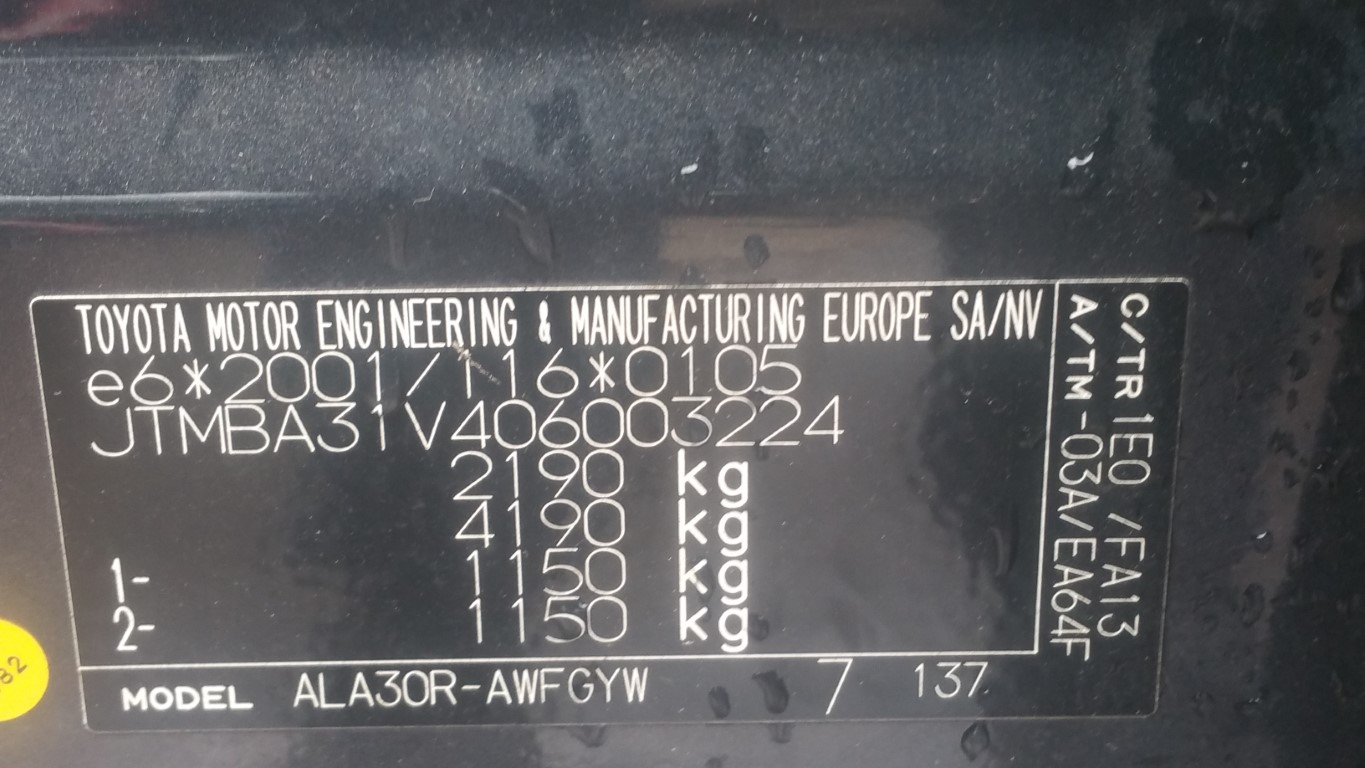 TOYOTA MOTOR ENGINEERING & MANUFACTURING EUROPE SA/NV
e6*2001/116*0105
JTMBA31V406003224
2190 kg
4190 kg
1- 1150 kg
2- 1150 kg
MODEL ALA30R-AWFGYW 7 137
C/TR 1E0 /FA13
A/TM -03A/EA64F
82